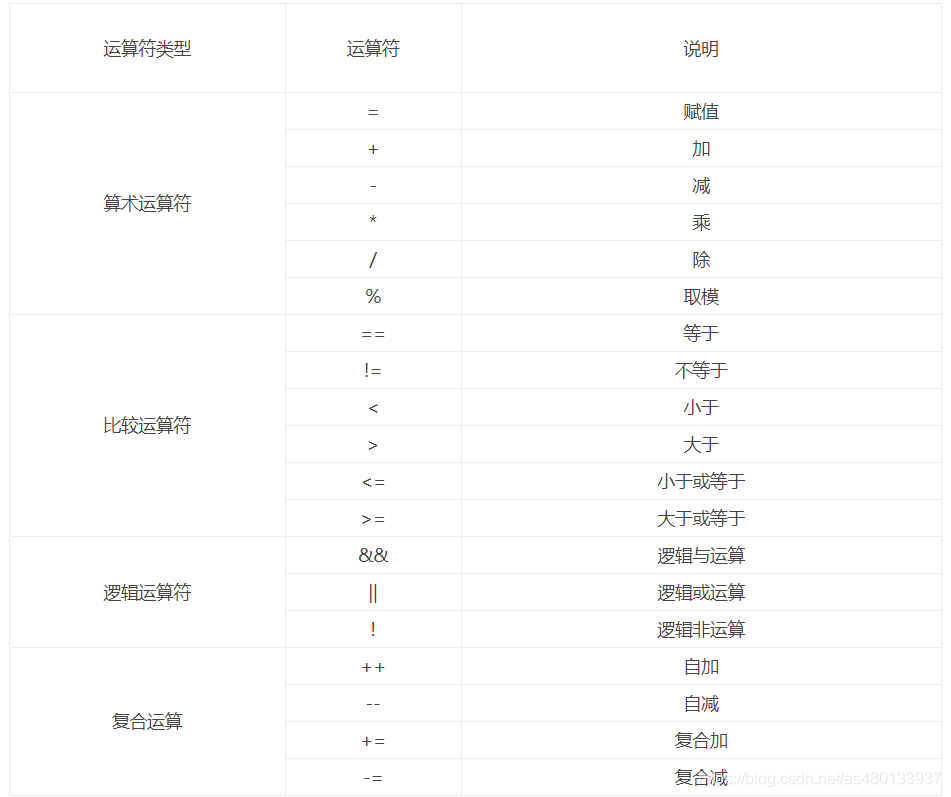 运算符类型 运算符 说明
算术运算符
= 赋值
+ 加
- 减
* 乘
/ 除
% 取模
比较运算符
== 等于
!= 不等于
< 小于
> 大于
<= 小于或等于
>= 大于或等于
逻辑运算符
&& 逻辑与运算
|| 逻辑或运算
! 逻辑非运算
复合运算
++ 自加
-- 自减
+= 复合加
-= 复合减
blog.csdn.net/as480133937